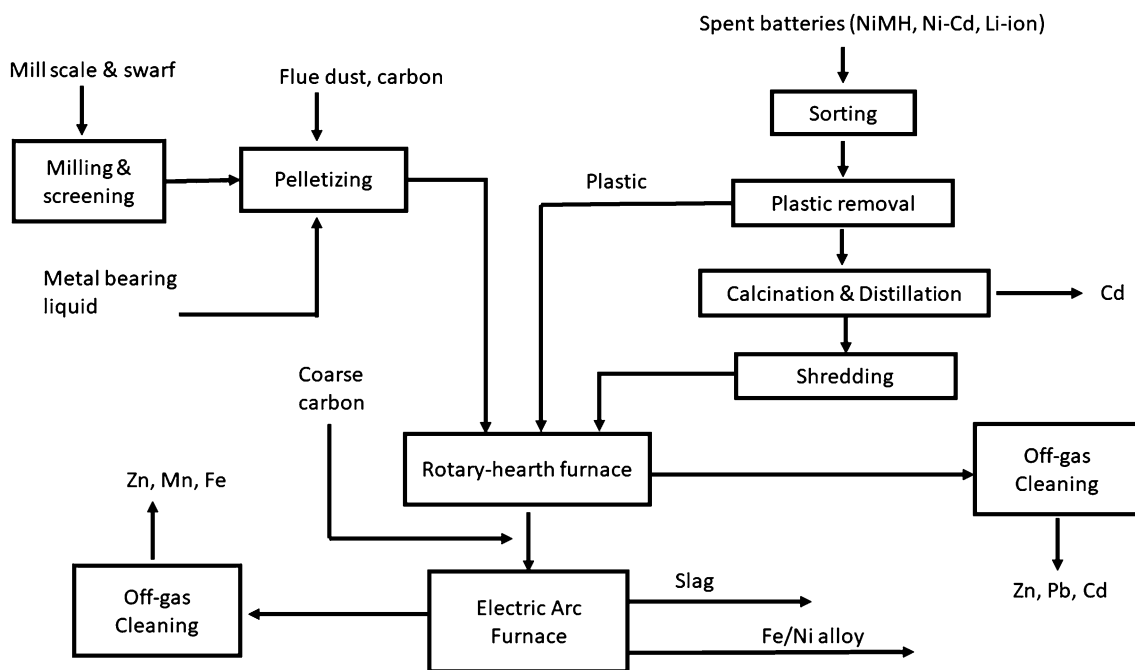 Spent batteries (NiMH, Ni-Cd, Li-ion)
Mill scale & swarf
Flue dust, carbon
Sorting
Milling &
screening
Pelletizing
Plastic
Plastic removal
Metal bearing
liquid
Calcination & Distillation
Cd
Shredding
Coarse
carbon
Rotary-hearth furnace
Off-gas
Cleaning
Zn, Mn, Fe
Zn, Pb, Cd
Off-gas
Cleaning
Electric Arc
Furnace
Slag
Fe/Ni alloy